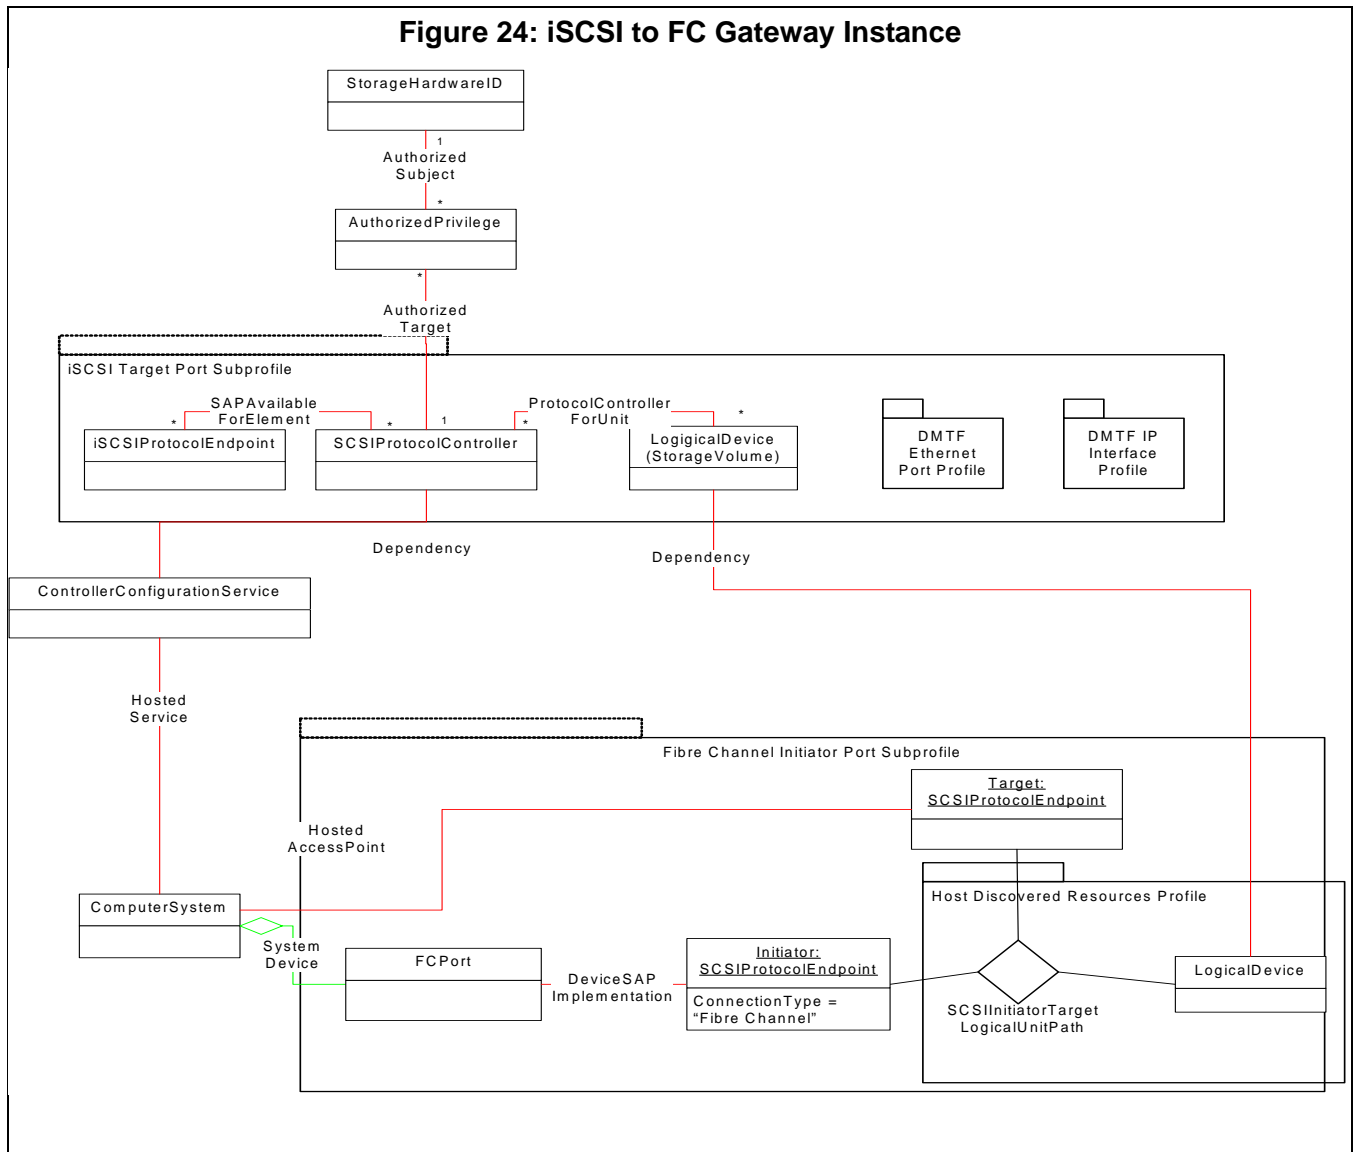 Figure 24: iSCSI to FC Gateway Instance
StorageHardwareID
1
Authorized
Subject
*
AuthorizedPrivilege
*
Authorized
Target
iSCSI Target Port Subprofile
SAPAvailable
ForElement
*
*
1
ProtocolController
ForUnit
*
*
iSCSIProtocolEndpoint
SCSIProtocolController
LogigicalDevice
(StorageVolume)
DMTF
Ethernet
Port Profile
DMTF IP
Interface
Profile
Dependency
Dependency
ControllerConfigurationService
Hosted
Service
Fibre Channel Initiator Port Subprofile
Target:
SCSIProtocolEndpoint
Hosted
AccessPoint
Host Discovered Resources Profile
ComputerSystem
System
Device
FCPort
DeviceSAP
Implementation
Initiator:
SCSIProtocolEndpoint
ConnectionType =
“Fibre Channel”
SCSIInitiatorTarget
LogicalUnitPath
LogicalDevice